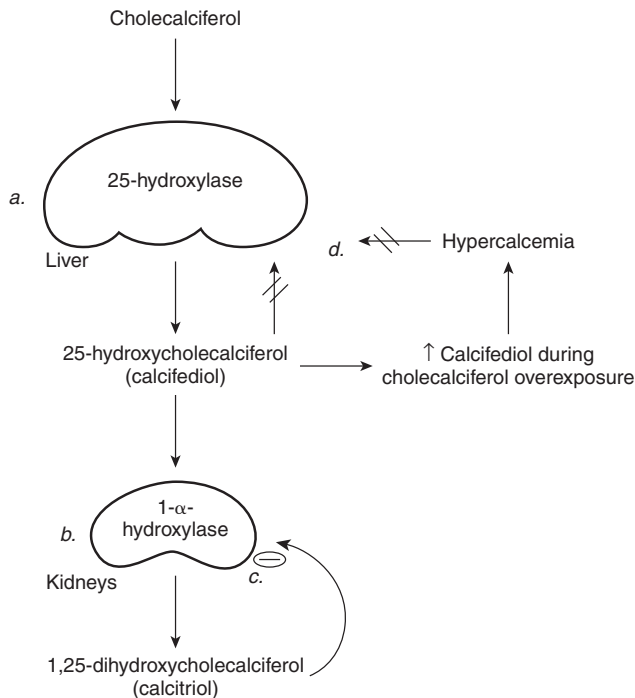 Cholecalciferol
a.
25-hydroxylase
Liver
d.
Hypercalcemia
25-hydroxycholecalciferol
(calcifediol)
↑ Calcifediol during
cholecalciferol overexposure
b.
1-α-
hydroxylase
Kidneys
c.
1,25-dihydroxycholecalciferol
(calcitriol)